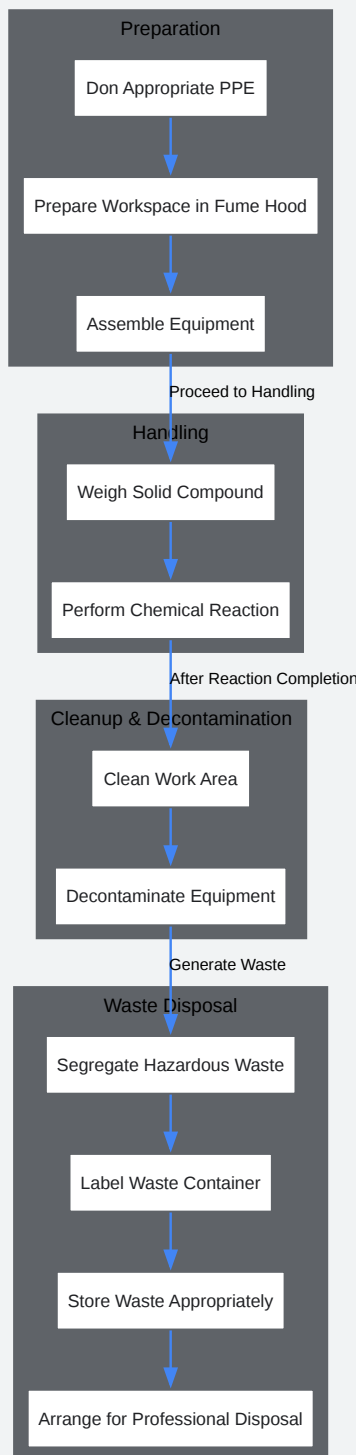 Preparation
Don Appropriate PPE
Prepare Workspace in Fume Hood
Assemble Equipment
Proceed to Handling
Handling
Weigh Solid Compound
Perform Chemical Reaction
After Reaction Completion
Cleanup & Decontamination
Clean Work Area
Decontaminate Equipment
Generate Waste
Waste Disposal
Segregate Hazardous Waste
Label Waste Container
Store Waste Appropriately
Arrange for Professional Disposal